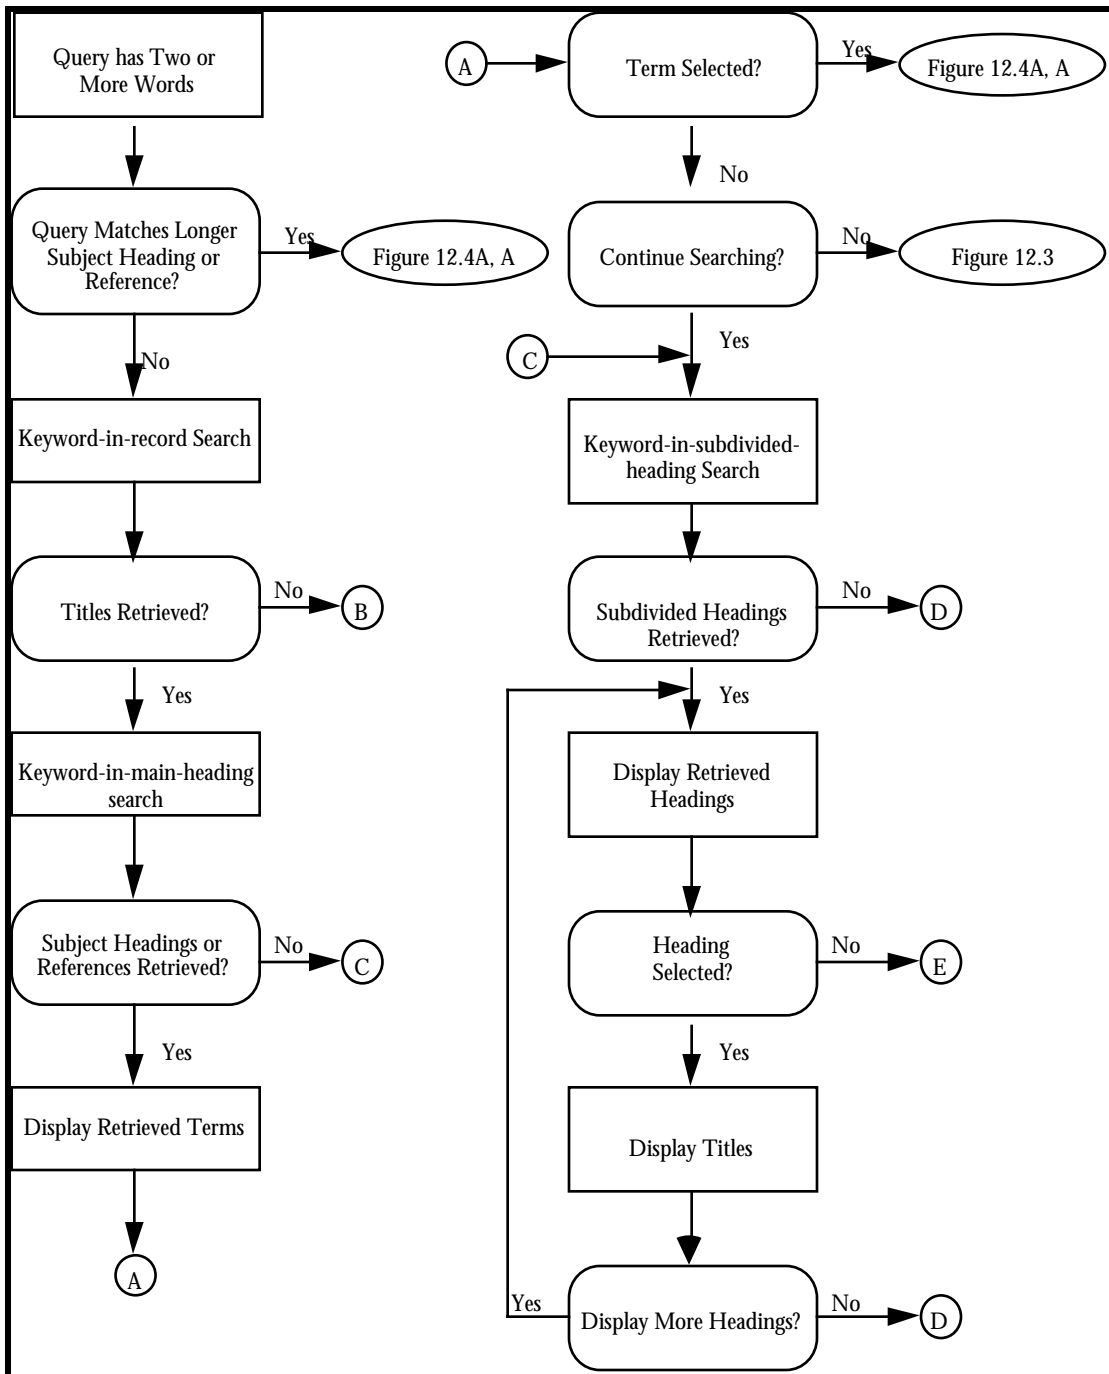 Query has Two or
More Words
Query Matches Longer
Subject Heading or
Reference?
Yes
Figure 12.4A, A
No
Keyword-in-record Search
Titles Retrieved?
No
B
Yes
Keyword-in-main-heading
search
Subject Headings or
References Retrieved?
No
C
Yes
Display Retrieved Terms
A
A
Term Selected?
Yes
Figure 12.4A, A
No
Continue Searching?
No
Figure 12.3
Yes
C
Keyword-in-subdivided-
heading Search
Subdivided Headings
Retrieved?
No
D
Yes
Display Retrieved
Headings
Heading
Selected?
No
E
Yes
Display Titles
Display More Headings?
Yes
No
D